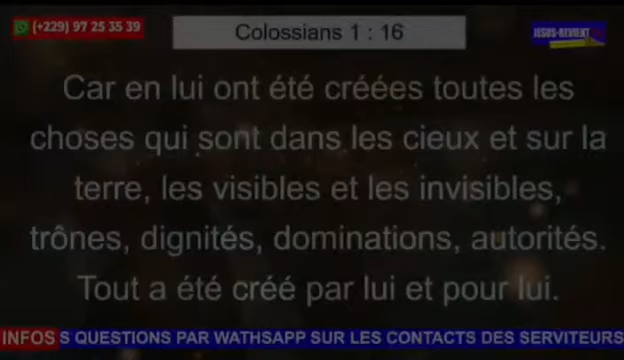 (+229) 97 25 35 39
Colossians 1 : 16
JESUS-REVIENT
Car en lui ont été créées toutes les
choses qui sont dans les cieux et sur la
terre, les visibles et les invisibles,
trônes, dignités, dominations, autorités.
Tout a été créé par lui et pour lui.
INFOS S QUESTIONS PAR WATHSAPP SUR LES CONTACTS DES SERVITEURS